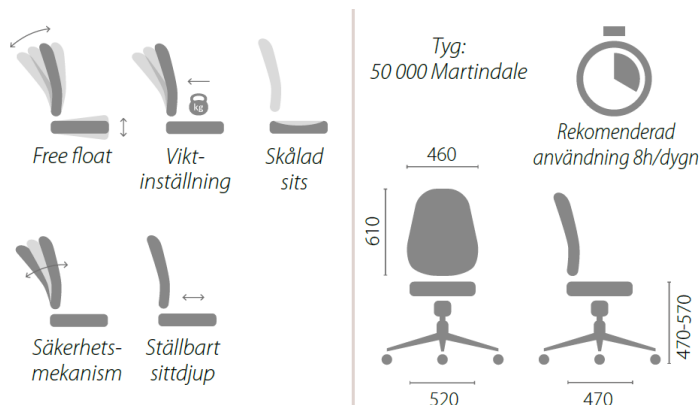 Free float
Vikt-
inställning
kg
Skålad
sits
Säkerhets-
mekanism
Ställbart
sittdjup
Tyg:
50 000 Martindale
Rekomenderad
användning 8h/dygn
460
610
470-570
520
470